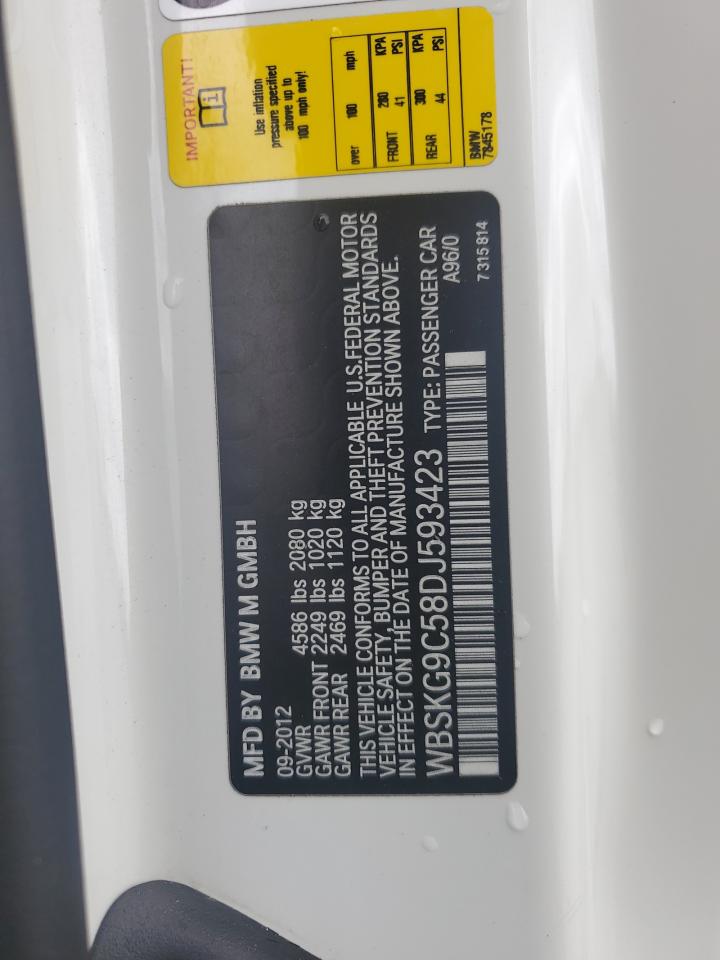 IMPORTANT!
i
Use inflation
pressure specified
above up to
100 mph only!
over 100 mph
FRONT 280 KPA
41 PSI
REAR 300 KPA
44 PSI
BMW
7845178
MFD BY BMW M GMBH
09-2012
GVWR 4586 lbs 2080 kg
GAWR FRONT 2249 lbs 1020 kg
GAWR REAR 2469 lbs 1120 kg
THIS VEHICLE CONFORMS TO ALL APPLICABLE U.S.FEDERAL MOTOR
VEHICLE SAFETY, BUMPER AND THEFT PREVENTION STANDARDS
IN EFFECT ON THE DATE OF MANUFACTURE SHOWN ABOVE.
WBSKG9C58DJ593423 TYPE: PASSENGER CAR
A96/0
7 315 814